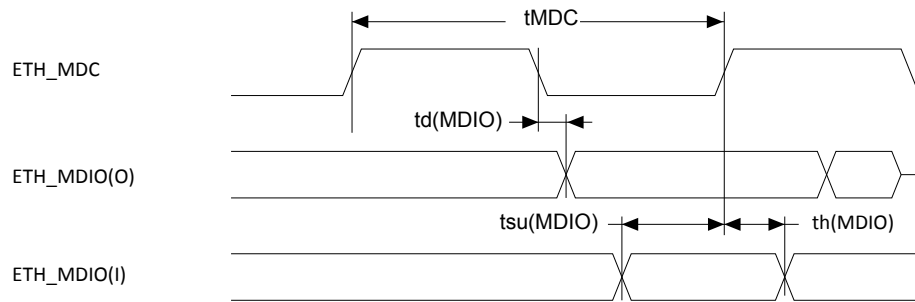 tMDC
ETH_MDC
td(MDIO)
ETH_MDIO(O)
tsu(MDIO)
th(MDIO)
ETH_MDIO(I)